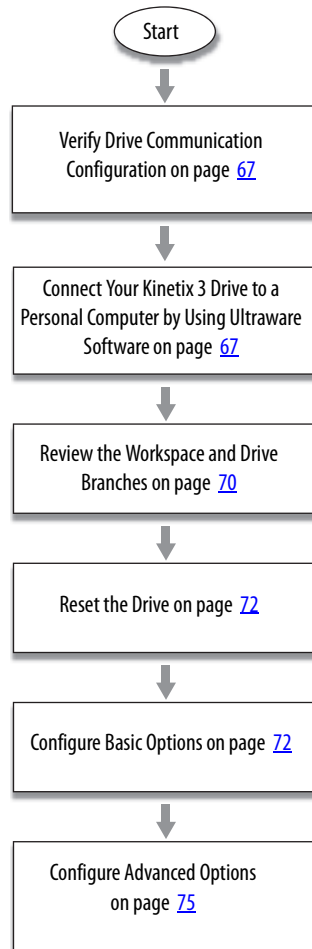 Start
Verify Drive Communication
Configuration on page 67
Connect Your Kinetix 3 Drive to a
Personal Computer by Using Ultraware
Software on page 67
Review the Workspace and Drive
Branches on page 70
Reset the Drive on page 72
Configure Basic Options on page 72
Configure Advanced Options
on page 75